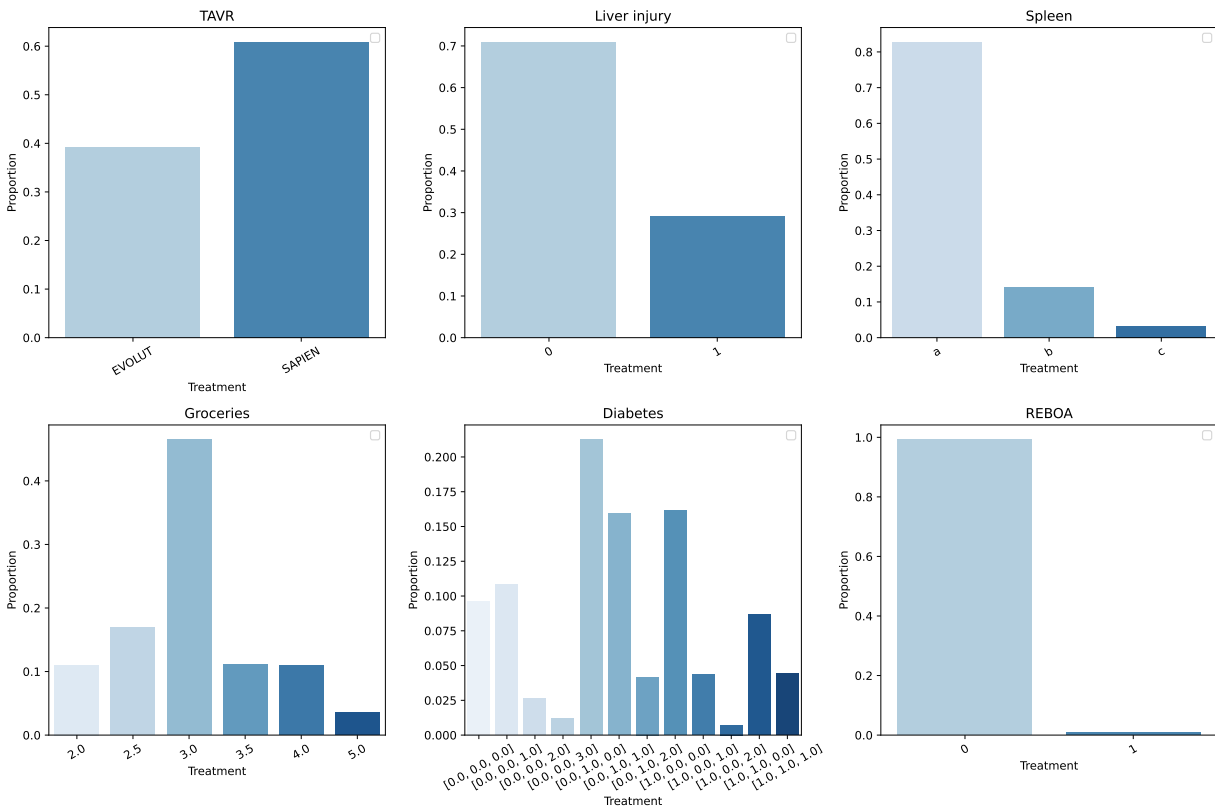 TAVR
0.6
0.5
0.4
0.3
0.2
0.1
0.0
Proportion
EVOLUT
SAPIEN
Treatment
Liver injury
0.7
0.6
0.5
0.4
0.3
0.2
0.1
0.0
Proportion
0
1
Treatment
Spleen
0.8
0.7
0.6
0.5
0.4
0.3
0.2
0.1
0.0
Proportion
a
b
c
Treatment
Groceries
0.4
0.3
0.2
0.1
0.0
Proportion
2.0
2.5
3.0
3.5
4.0
5.0
Treatment
Diabetes
0.200
0.175
0.150
0.125
0.100
0.075
0.050
0.025
0.000
Proportion
[0.0, 0.0, 0.0]
[0.0, 0.0, 1.0]
[0.0, 0.0, 2.0]
[0.0, 0.0, 3.0]
[0.0, 1.0, 0.0]
[0.0, 1.0, 1.0]
[0.0, 1.0, 2.0]
[1.0, 0.0, 0.0]
[1.0, 0.0, 1.0]
[1.0, 0.0, 2.0]
[1.0, 1.0, 0.0]
[1.0, 1.0, 1.0]
Treatment
REBOA
1.0
0.8
0.6
0.4
0.2
0.0
Proportion
0
1
Treatment